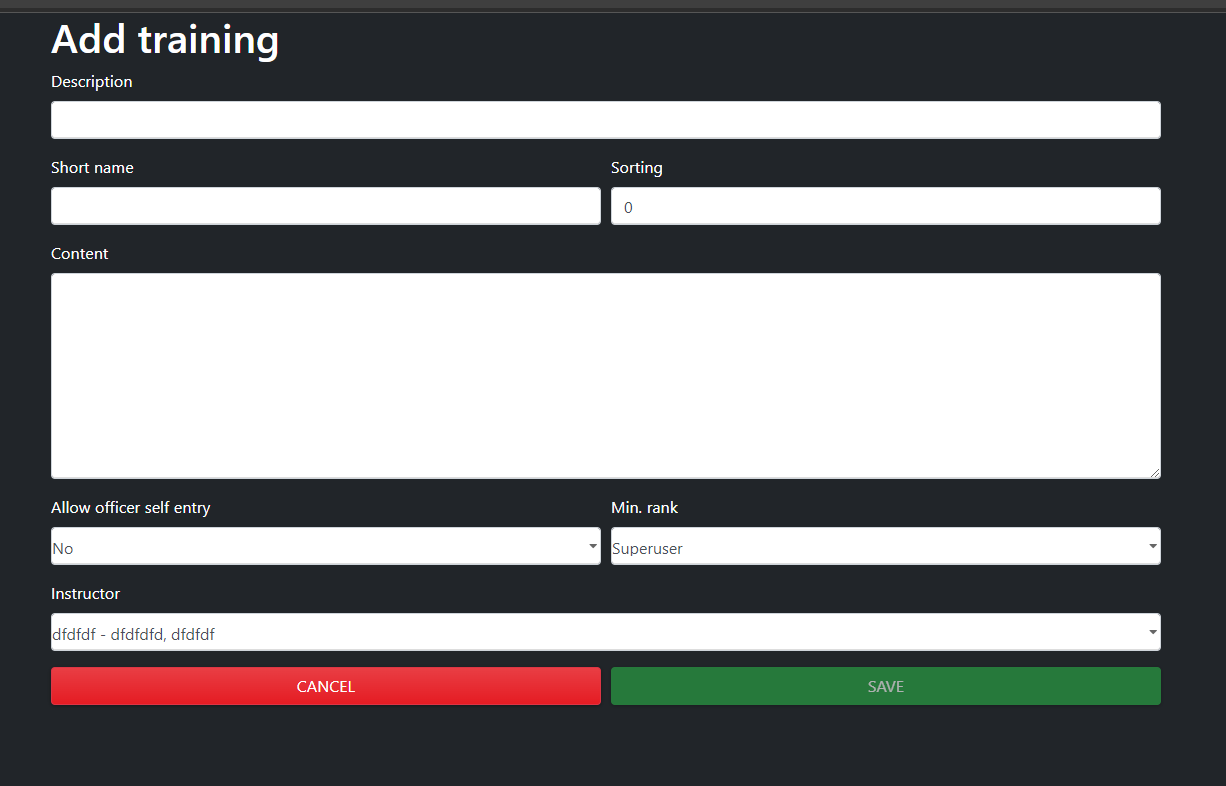 Add training
Description
Short name
Sorting
0
Content
Allow officer self entry
Min. rank
No
Superuser
Instructor
dfdfdf - dfdfdfd, dfdfdf
CANCEL
SAVE